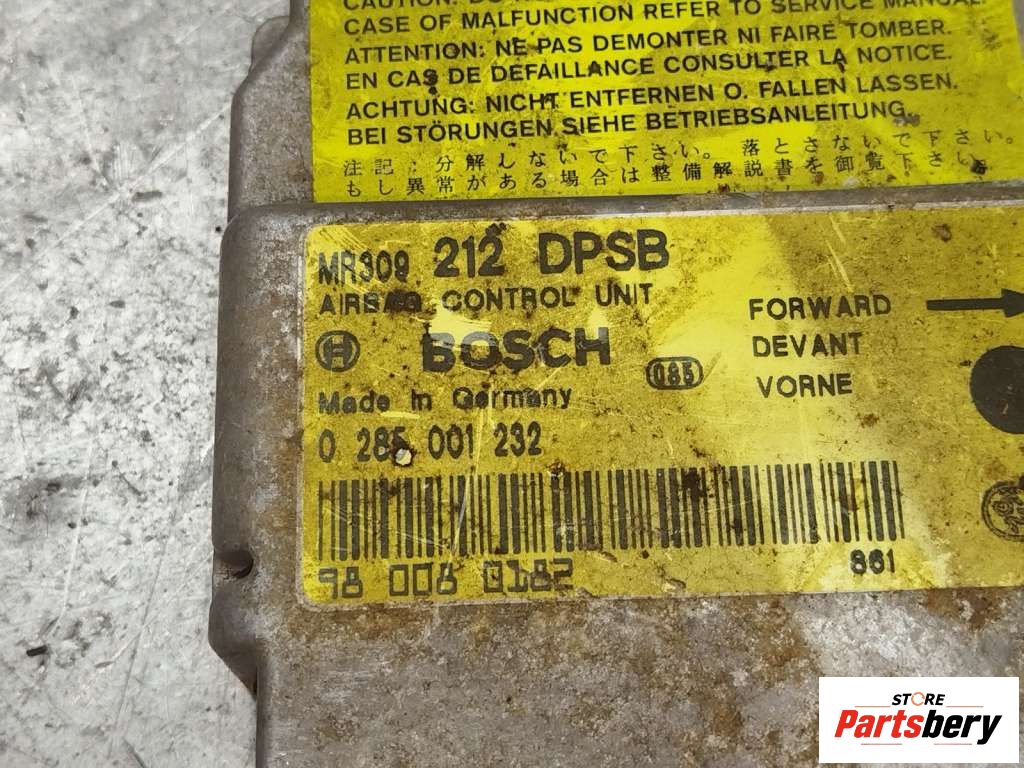 CAUTION: DO
CASE OF MALFUNCTION REFER TO SERVICE MANUAL.
ATTENTION: NE PAS DEMONTER NI FAIRE TOMBER.
EN CAS DE DEFAILLANCE CONSULTER LA NOTICE.
ACHTUNG: NICHT ENTFERNEN O. FALLEN LASSEN.
BEI STÖRUNGEN SIEHE BETRIEBSANLEITUNG.
注記:分解しないで下さい。落とさないで下さい。
もし異常がある場合は整備解説書を御覧下さい。
MR309 212 DPSB
AIRBAG CONTROL UNIT
FORWARD
BOSCH
085
DEVANT
Made in Germany
VORNE
0 285 001 232
861
98 008 0182
STORE
Partsbery